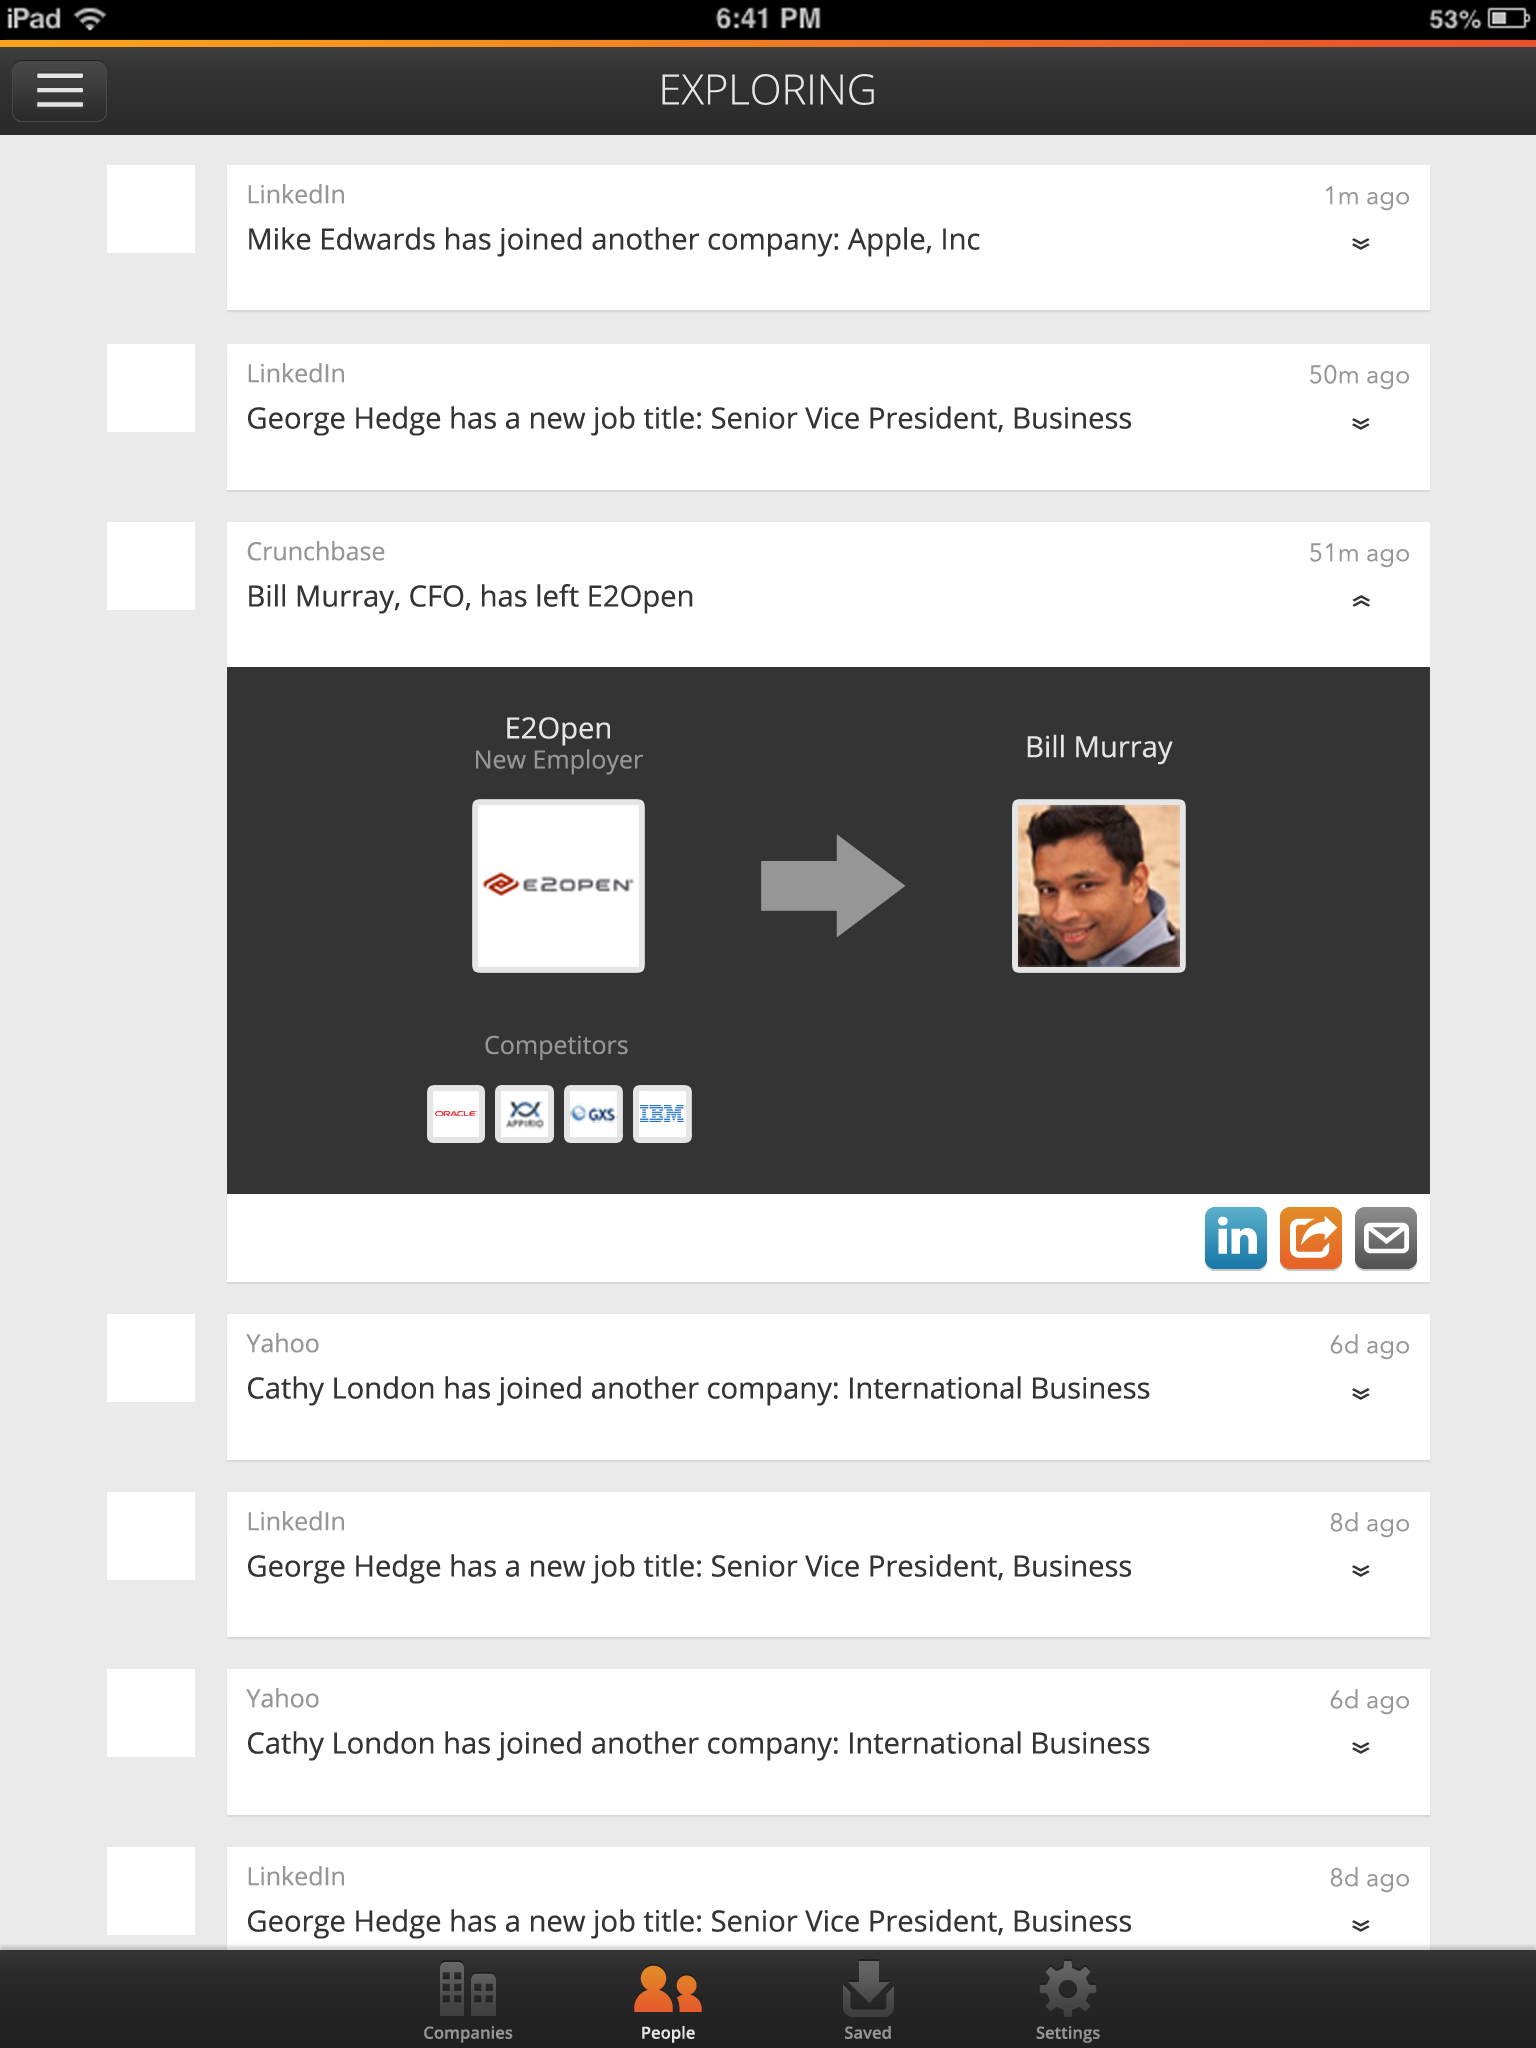 iPad
6:41 PM
53%
EXPLORING
LinkedIn
1m ago
Mike Edwards has joined another company: Apple, Inc
LinkedIn
50m ago
George Hedge has a new job title: Senior Vice President, Business
Crunchbase
51m ago
Bill Murray, CFO, has left E2Open
E2Open
New Employer
Bill Murray
E2OPEN
Competitors
ORACLE
APPIRIO
GXS
IBM
in
Yahoo
6d ago
Cathy London has joined another company: International Business
LinkedIn
8d ago
George Hedge has a new job title: Senior Vice President, Business
Yahoo
6d ago
Cathy London has joined another company: International Business
LinkedIn
8d ago
George Hedge has a new job title: Senior Vice President, Business
Companies
People
Saved
Settings